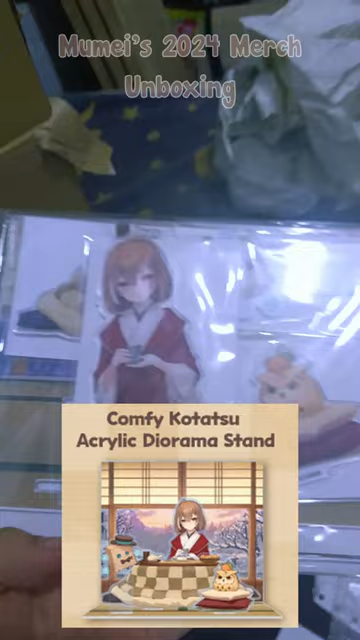 Mumei's 2024 Merch
Unboxing
Comfy Kotatsu
Acrylic Diorama Stand